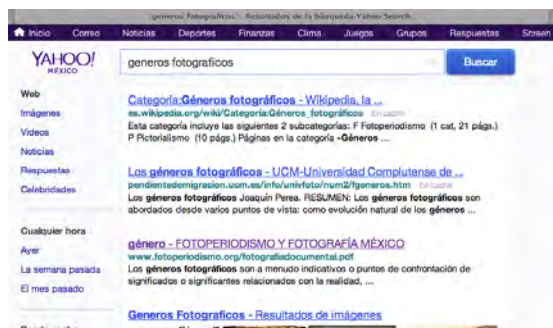 generos fotograficos - Resultados de la búsqueda Yahoo Search
Inicio Correo Noticias Deportes Finanzas Clima Juegos Grupos Respuestas Screen
YAHOO!
MÉXICO
generos fotograficos
Buscar
Web
Imágenes
Videos
Noticias
Respuestas
Celebridades
Cualquier hora
Ayer
La semana pasada
El mes pasado
Categoría:Géneros fotográficos - Wikipedia, la ...
es.wikipedia.org/wiki/Categoría:Géneros_fotográficos En caché
Esta categoría incluye las siguientes 2 subcategorías: F Fotoperiodismo (1 cat, 21 págs.)
P Pictorialismo (10 págs.) Páginas en la categoría «Géneros ...
Los géneros fotográficos - UCM-Universidad Complutense de ...
pendientedemigracion.ucm.es/info/univfoto/num2/fgeneros.htm En caché
Los géneros fotográficos Joaquín Perea. RESUMEN: Los géneros fotográficos son
abordados desde varios puntos de vista: como evolución natural de los géneros ...
género - FOTOPERIODISMO Y FOTOGRAFÍA MÉXICO
www.fotoperiodismo.org/fotografiadocumental.pdf
Los géneros fotográficos son a menudo indicativos o puntos de confrontación de
significados o significantes relacionados con la realidad, ...
Generos Fotograficos - Resultados de imágenes